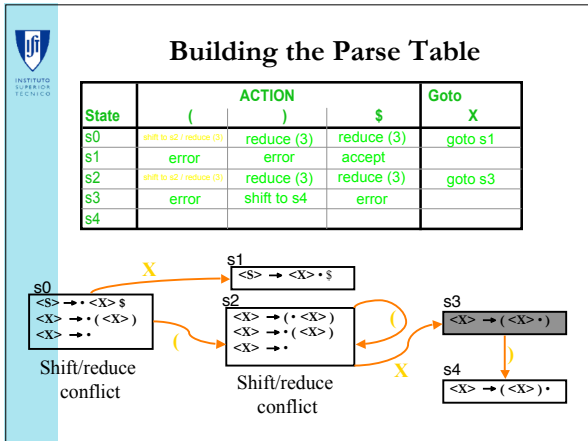 INSTITUTO
SUPERIOR
TECNICO
Building the Parse Table
ACTION Goto
State ( ) $ X
s0 shift to s2 / reduce (3) reduce (3) reduce (3) goto s1
s1 error error accept
s2 shift to s2 / reduce (3) reduce (3) reduce (3) goto s3
s3 error shift to s4 error
s4
s0
<S> → • <X> $
<X> → • ( <X> )
<X> → •
Shift/reduce
conflict
X
(
s1
<S> → <X> • $
s2
<X> → ( • <X> )
<X> → • ( <X> )
<X> → •
Shift/reduce
conflict
(
X
s3
<X> → ( <X> • )
)
s4
<X> → ( <X> ) •